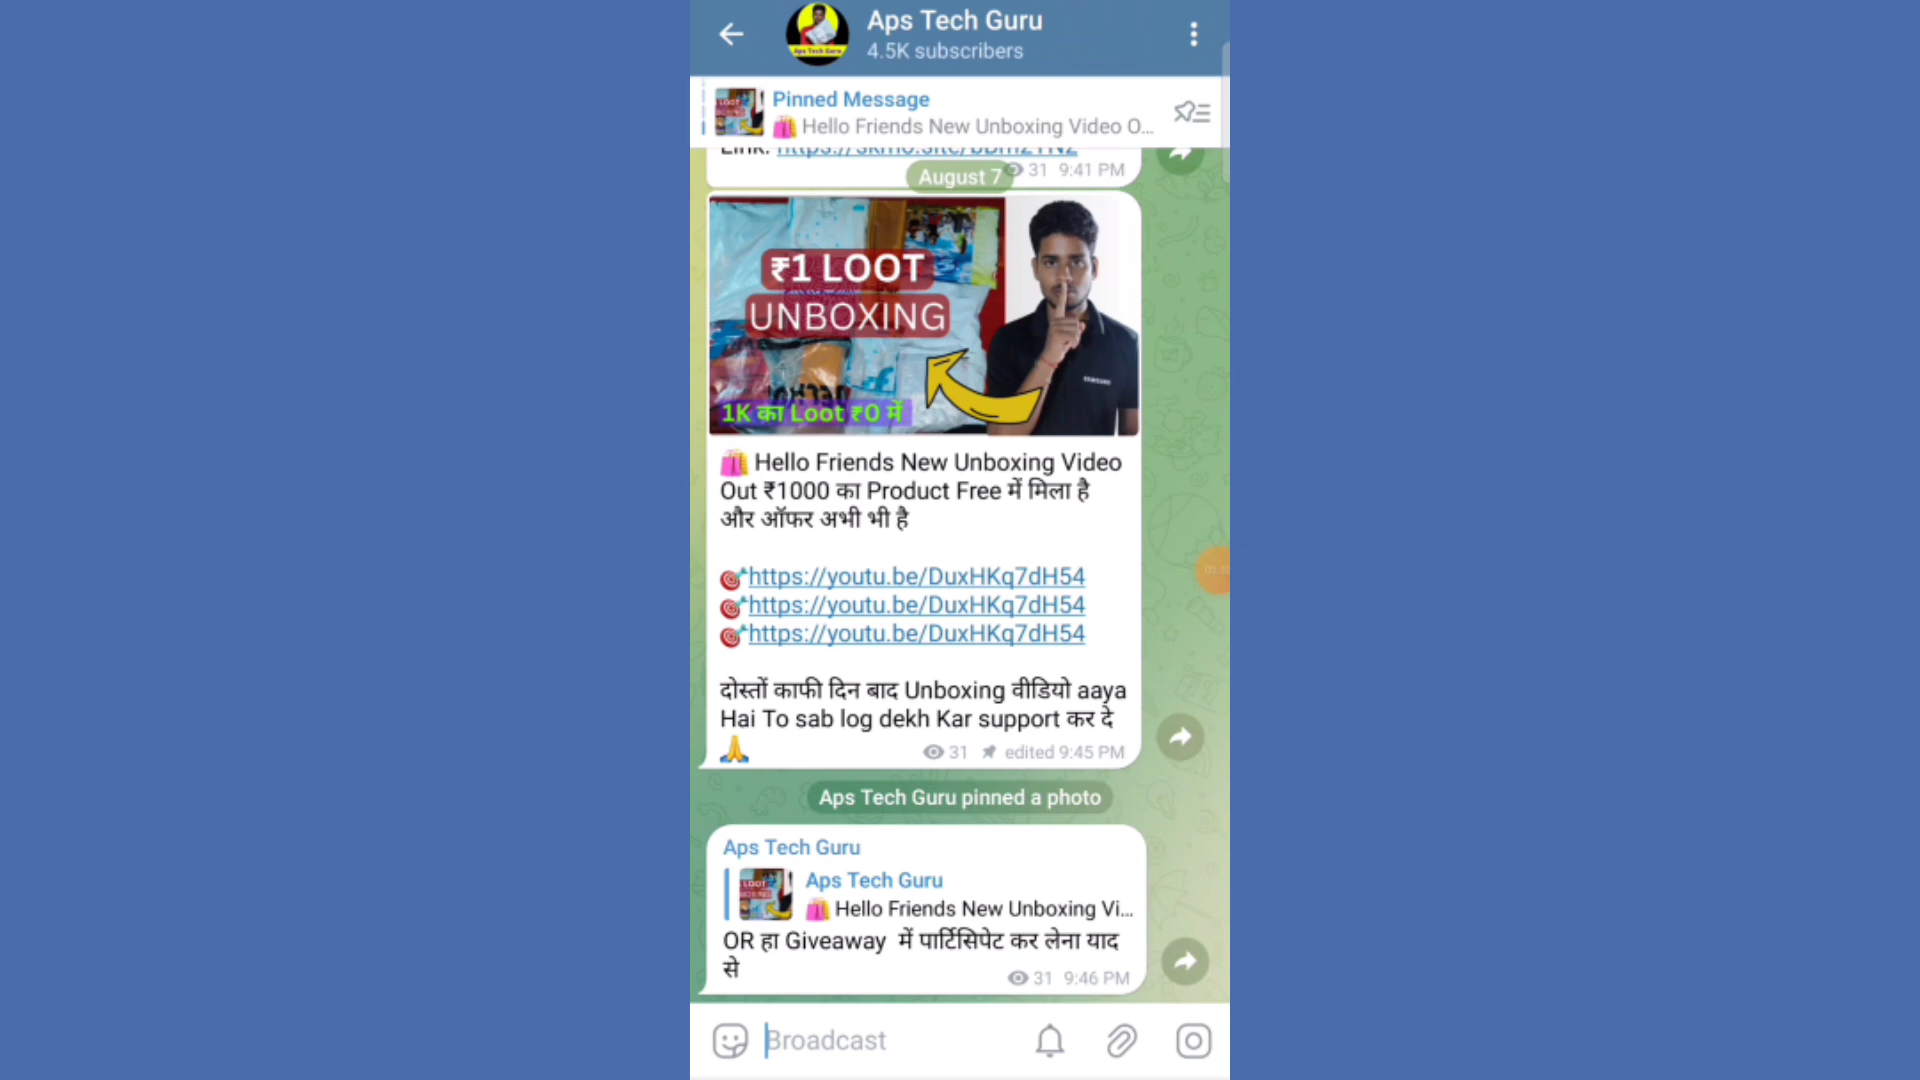 Aps Tech Guru
4.5K subscribers
Pinned Message
🛍️ Hello Friends New Unboxing Video O...
31 9:41 PM
August 7
₹1 LOOT
UNBOXING
SAMSUNG
1K का Loot ₹0 में
🛍️ Hello Friends New Unboxing Video
Out ₹1000 का Product Free में मिला है
और ऑफर अभी भी है
🎯https://youtu.be/DuxHKq7dH54
🎯https://youtu.be/DuxHKq7dH54
🎯https://youtu.be/DuxHKq7dH54
दोस्तों काफी दिन बाद Unboxing वीडियो aaya
Hai To sab log dekh Kar support कर दे
🙏
31 edited 9:45 PM
Aps Tech Guru pinned a photo
Aps Tech Guru
Aps Tech Guru
🛍️ Hello Friends New Unboxing Vi...
OR हा Giveaway में पार्टिसिपेट कर लेना याद
से
31 9:46 PM
Broadcast